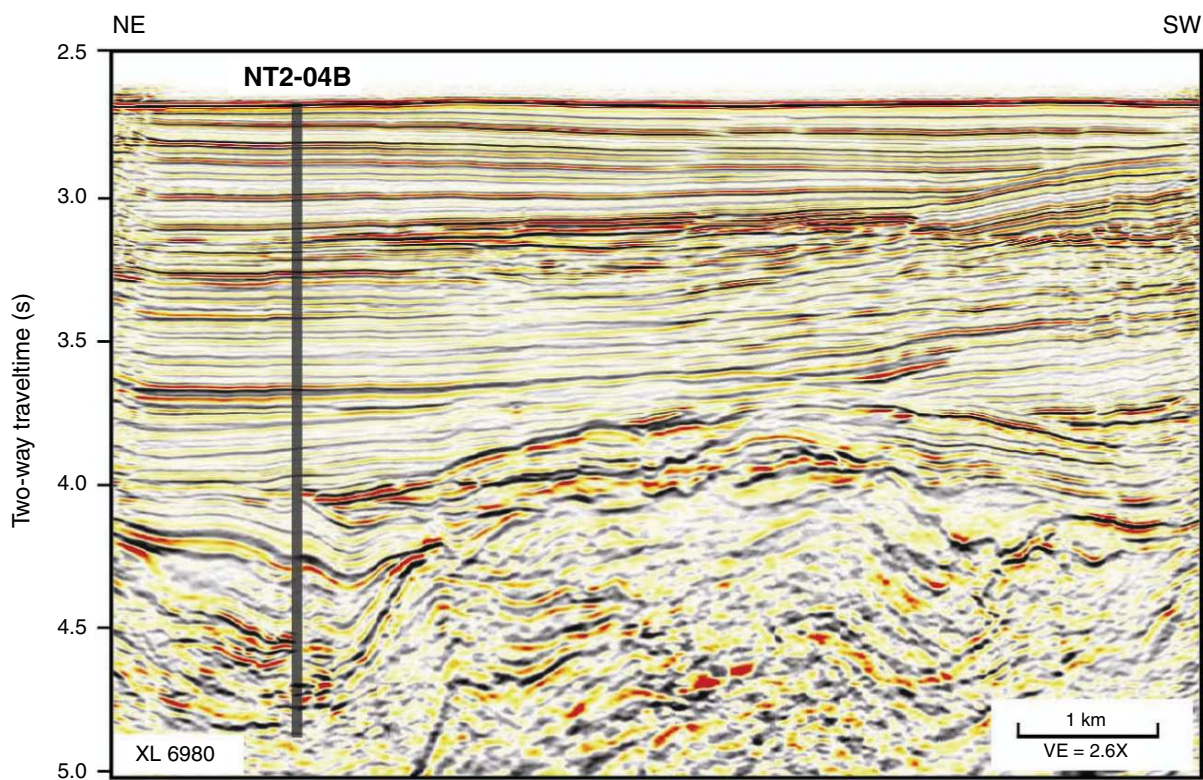 NE
SW
NT2-04B
2.5
3.0
3.5
4.0
4.5
5.0
Two-way traveltime (s)
XL 6980
1 km
VE = 2.6X